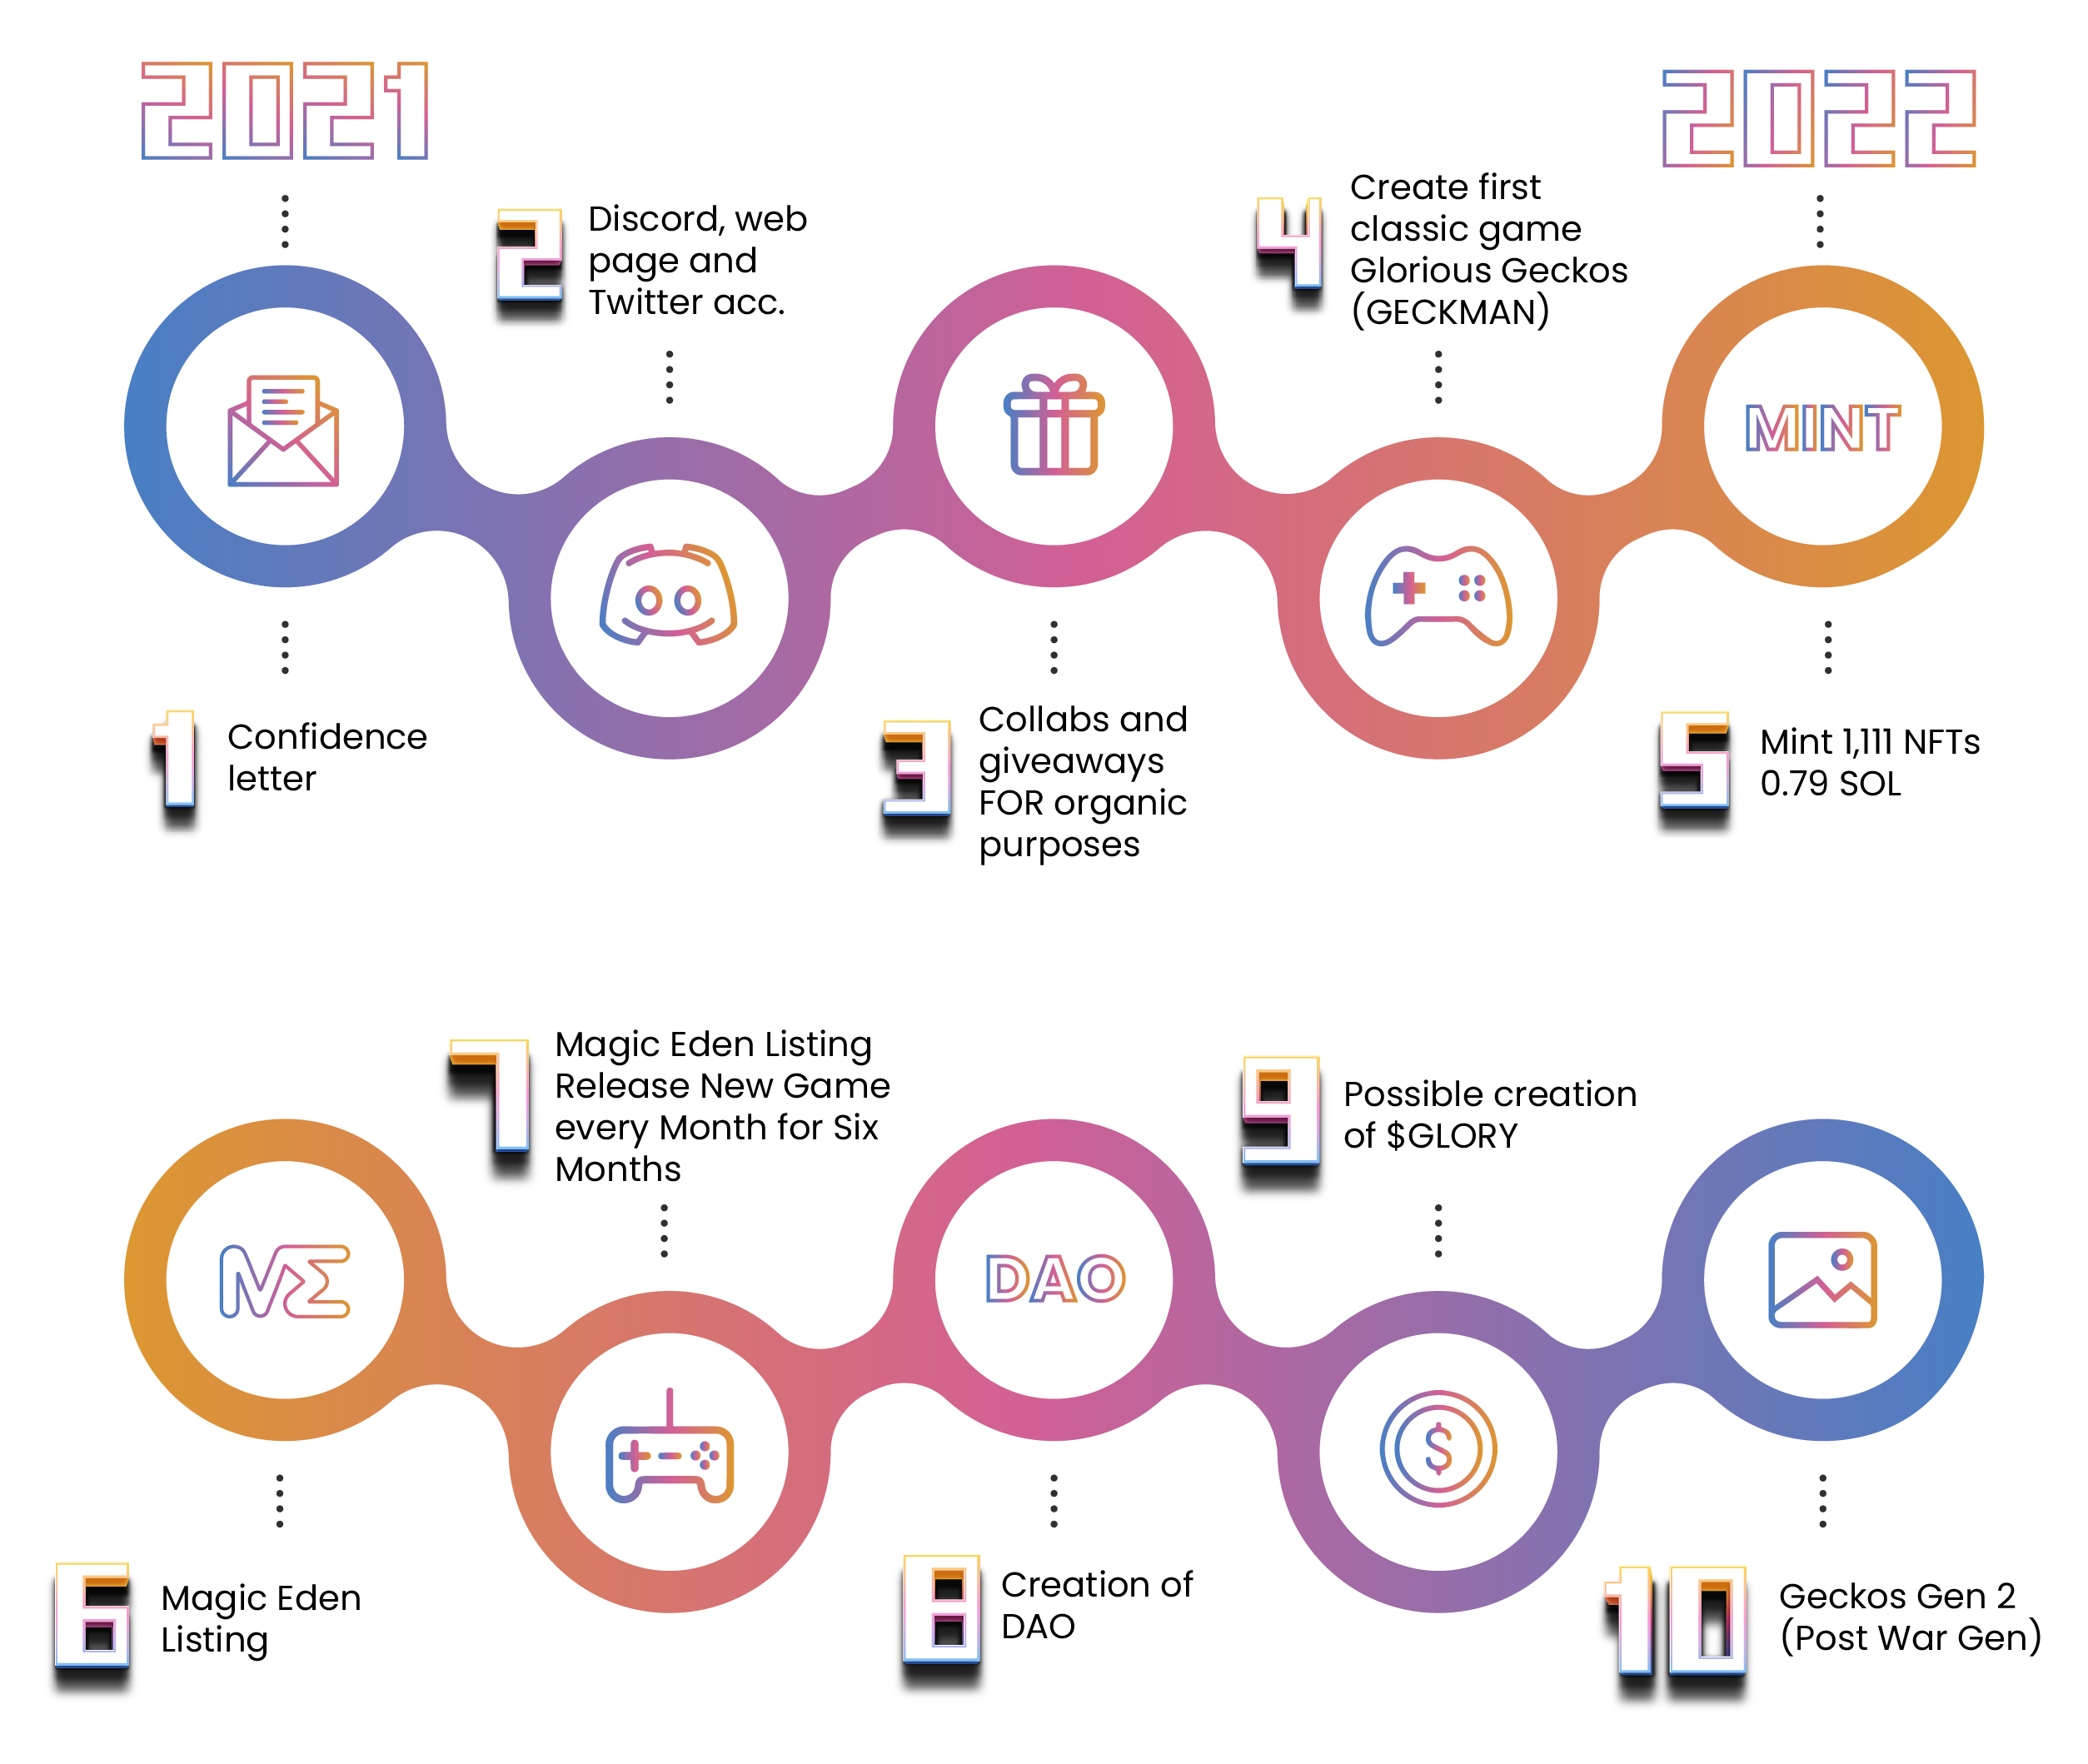 2021
2022
1
Confidence
letter
2
Discord, web
page and
Twitter acc.
3
Collabs and
giveaways
FOR organic
purposes
4
Create first
classic game
Glorious Geckos
(GECKMAN)
MINT
5
Mint 1,111 NFTs
0.79 SOL
ME
6
Magic Eden
Listing
7
Magic Eden Listing
Release New Game
every Month for Six
Months
DAO
8
Creation of
DAO
9
Possible creation
of $GLORY
$
10
Geckos Gen 2
(Post War Gen)